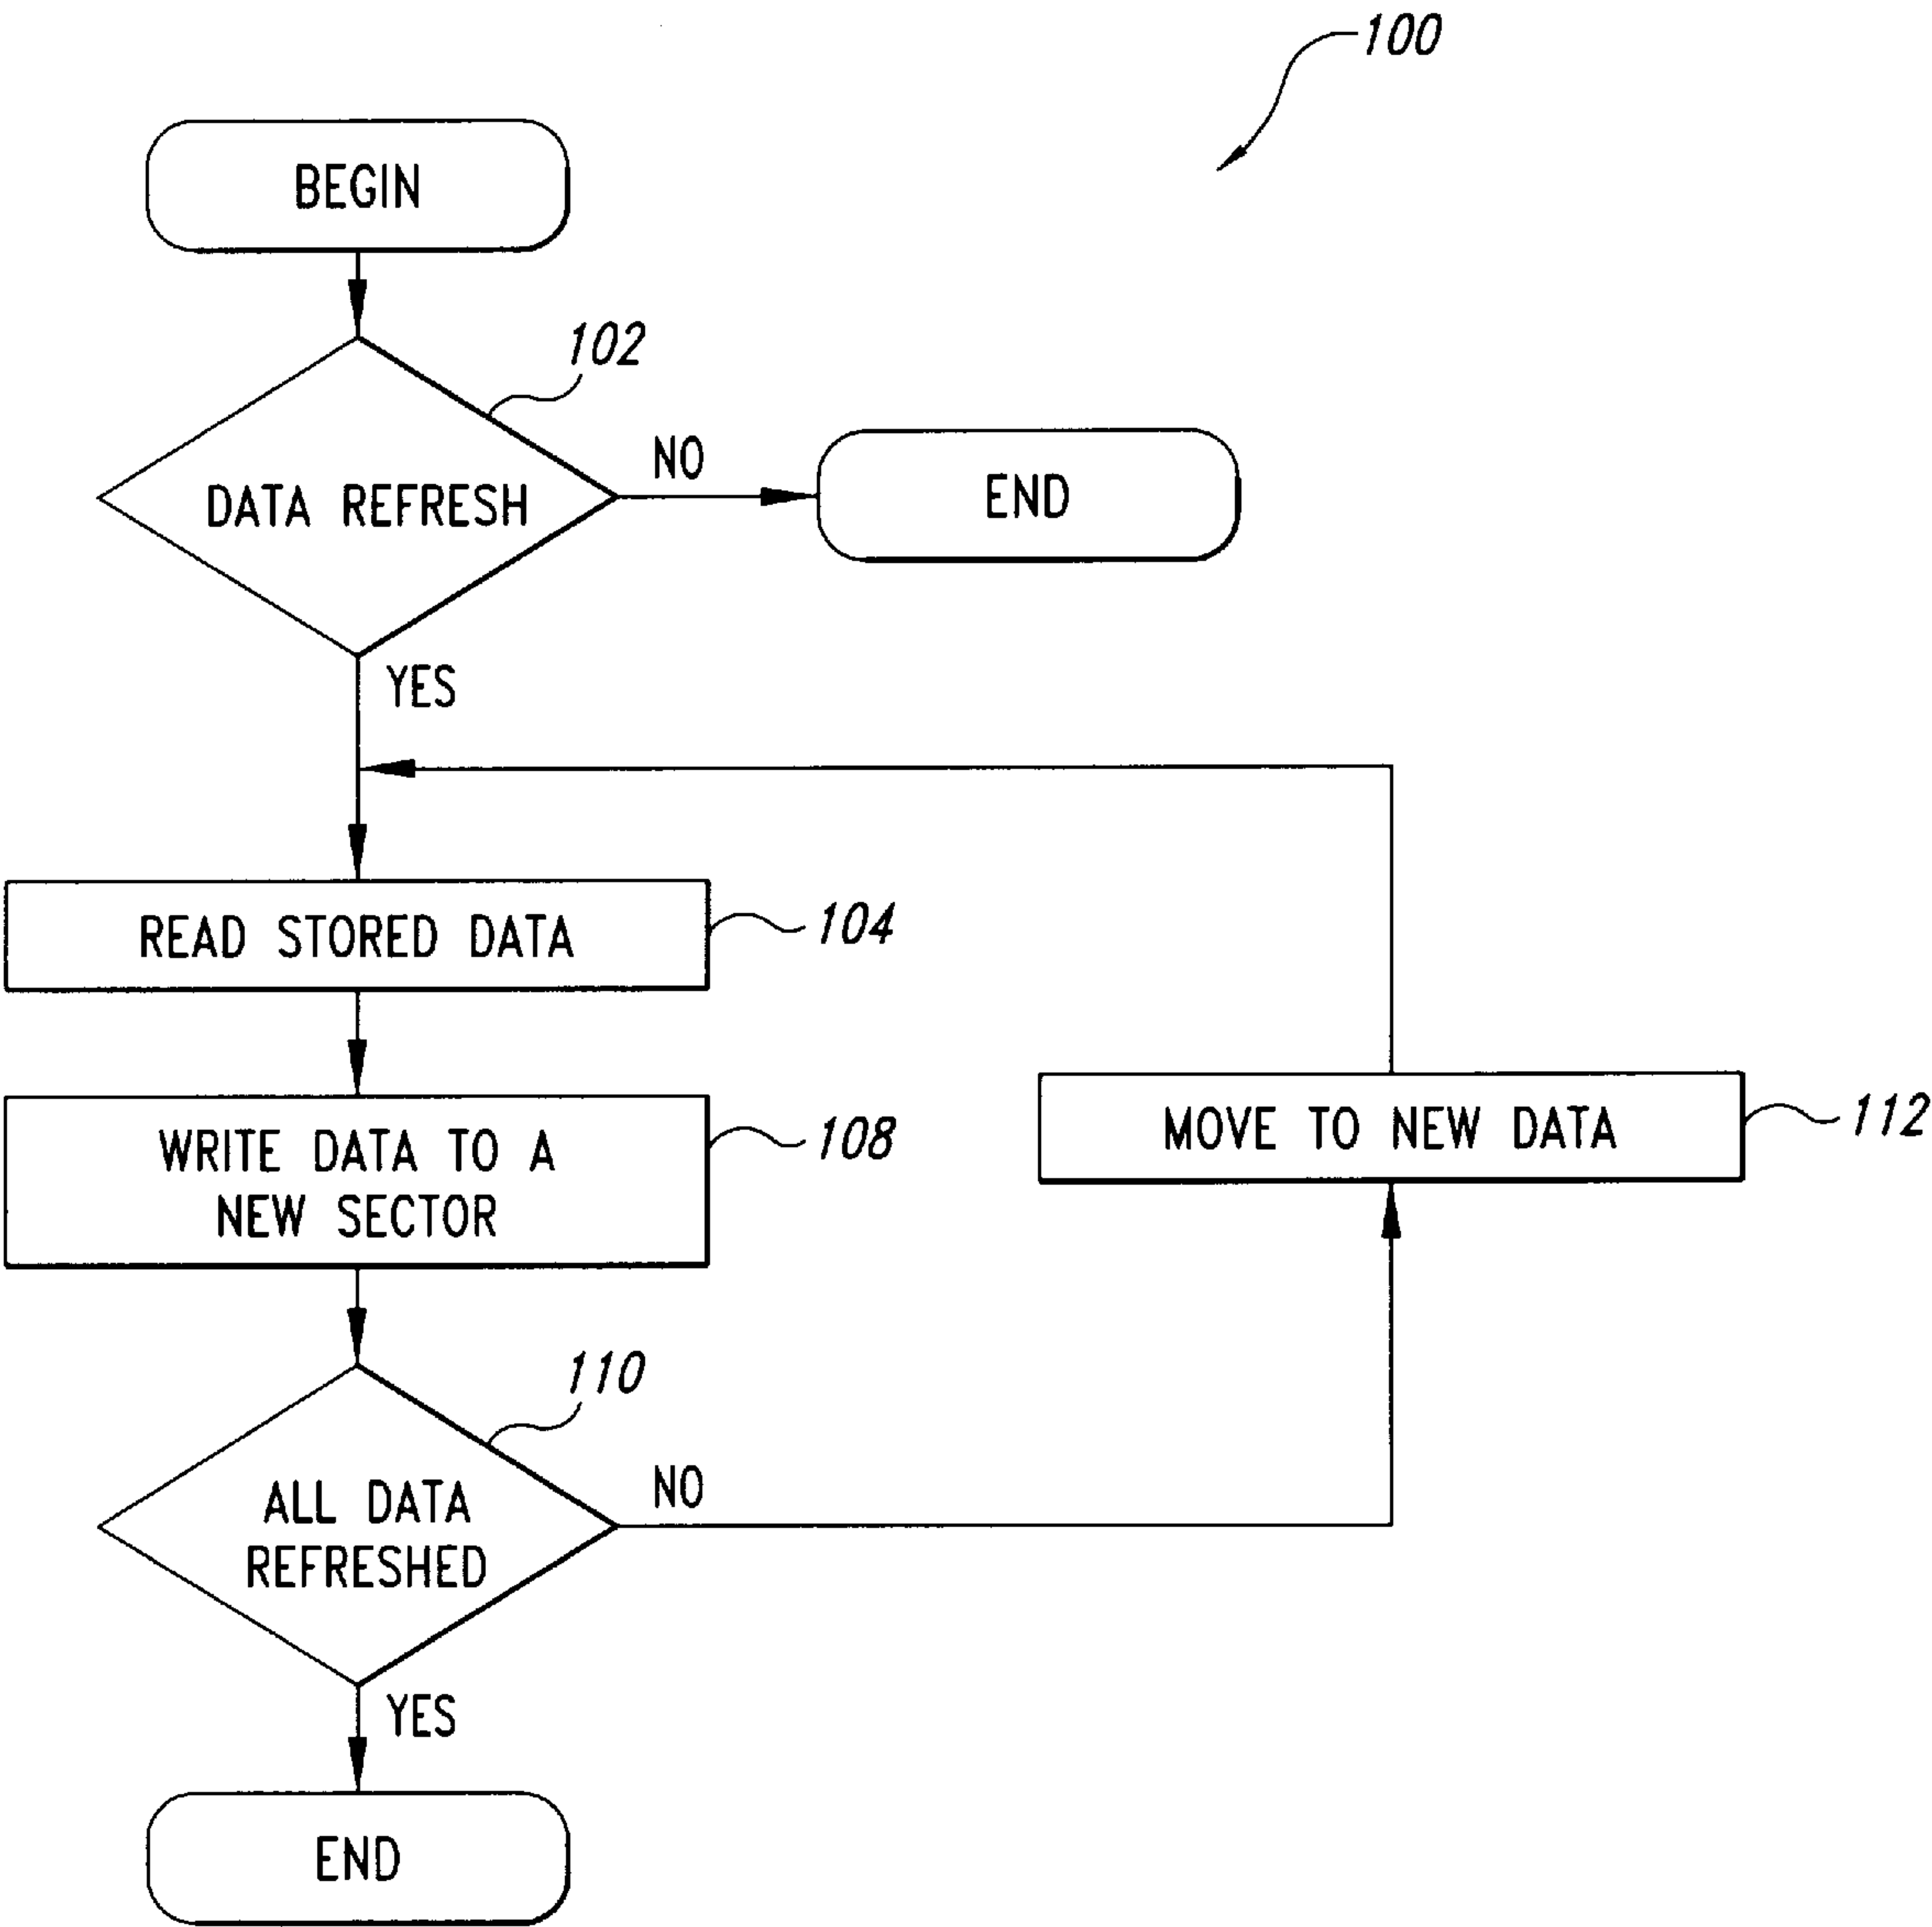 100
BEGIN
102
DATA REFRESH
NO
END
YES
READ STORED DATA
104
WRITE DATA TO A
NEW SECTOR
108
MOVE TO NEW DATA
112
110
ALL DATA
REFRESHED
NO
YES
END